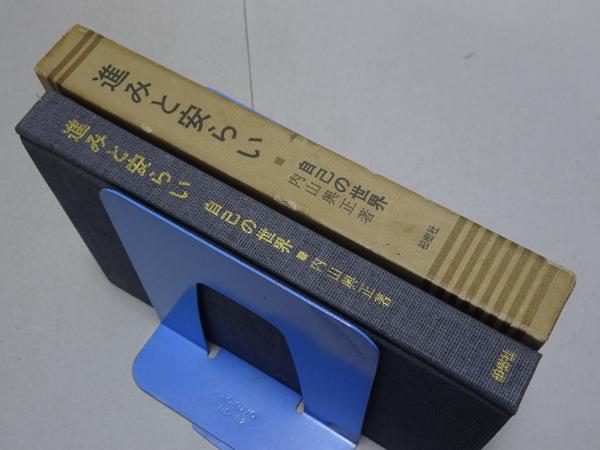 進みと安らい
自己の世界
内山興正著
柏樹社
進みと安らい 自己の世界 内山興正著
柏樹社